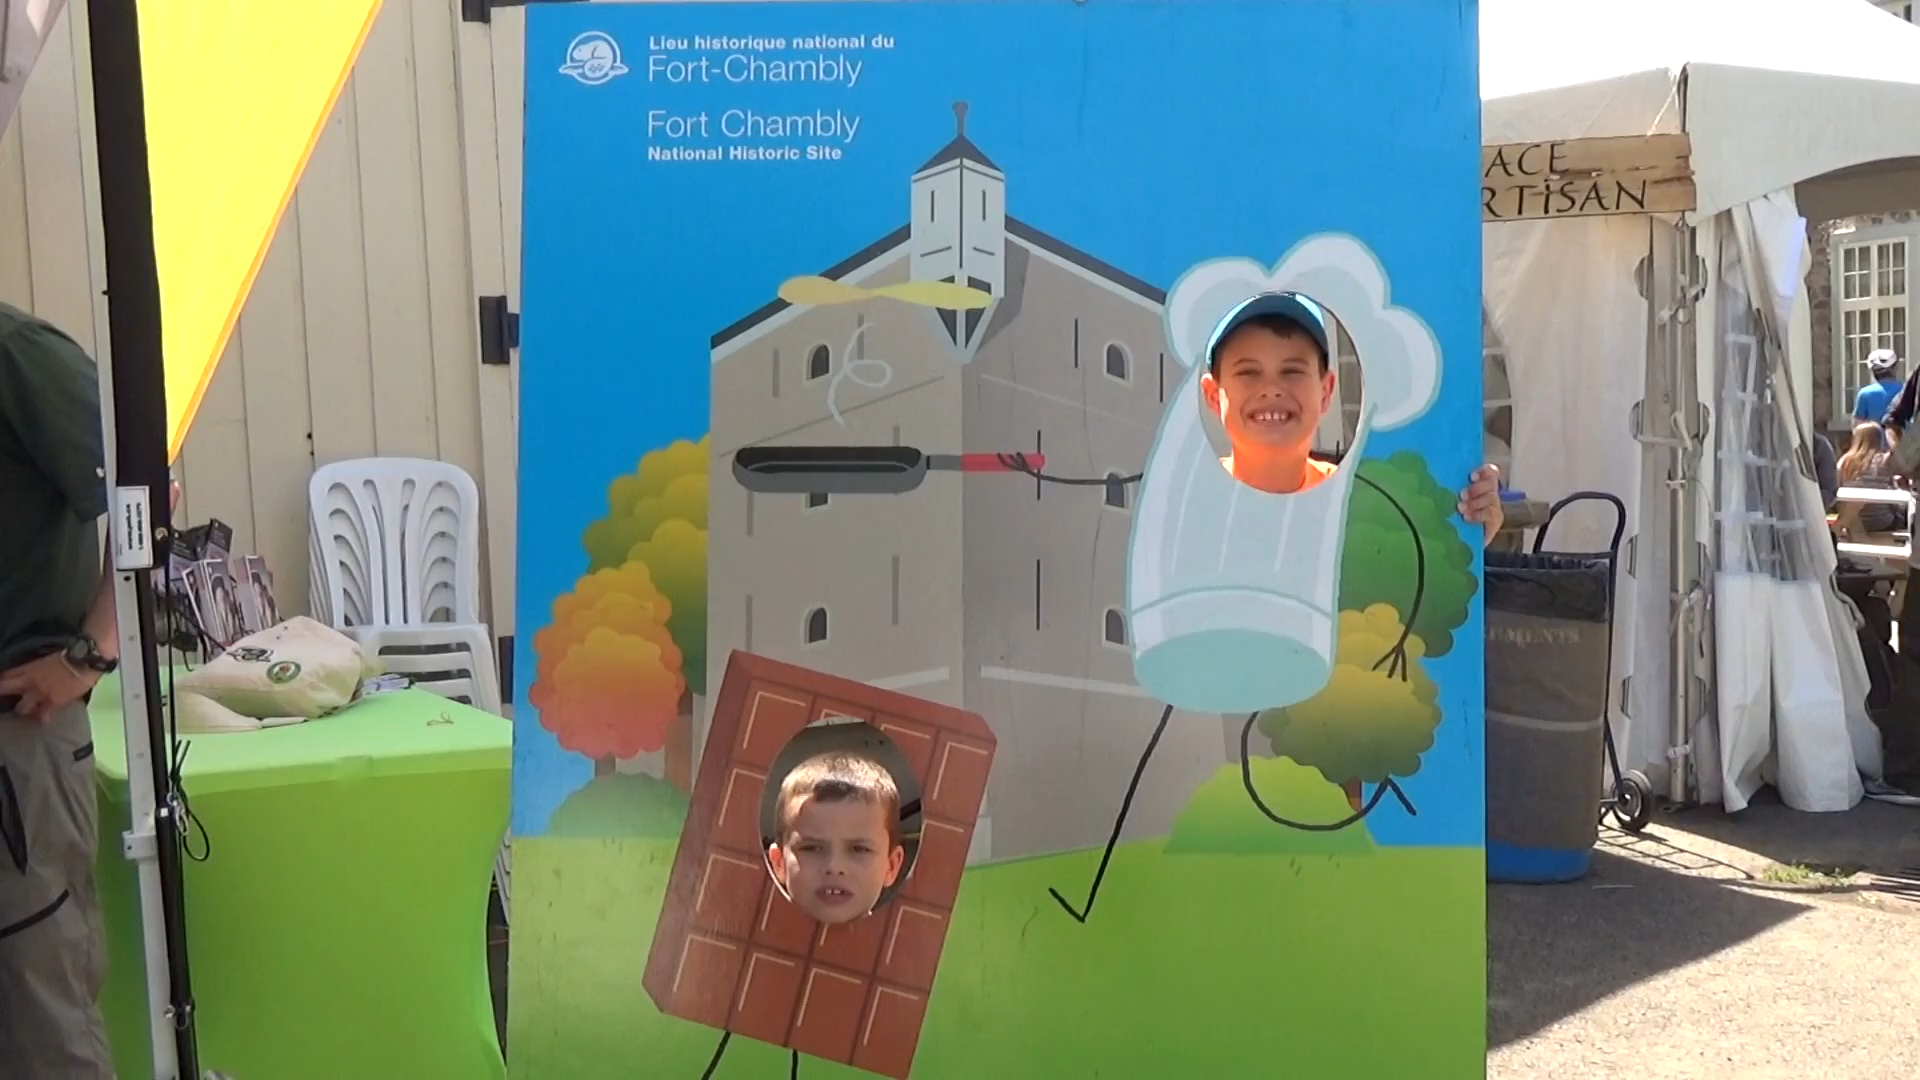 Lieu historique national du
Fort-Chambly
Fort Chambly
National Historic Site
ACE
RTiSAN